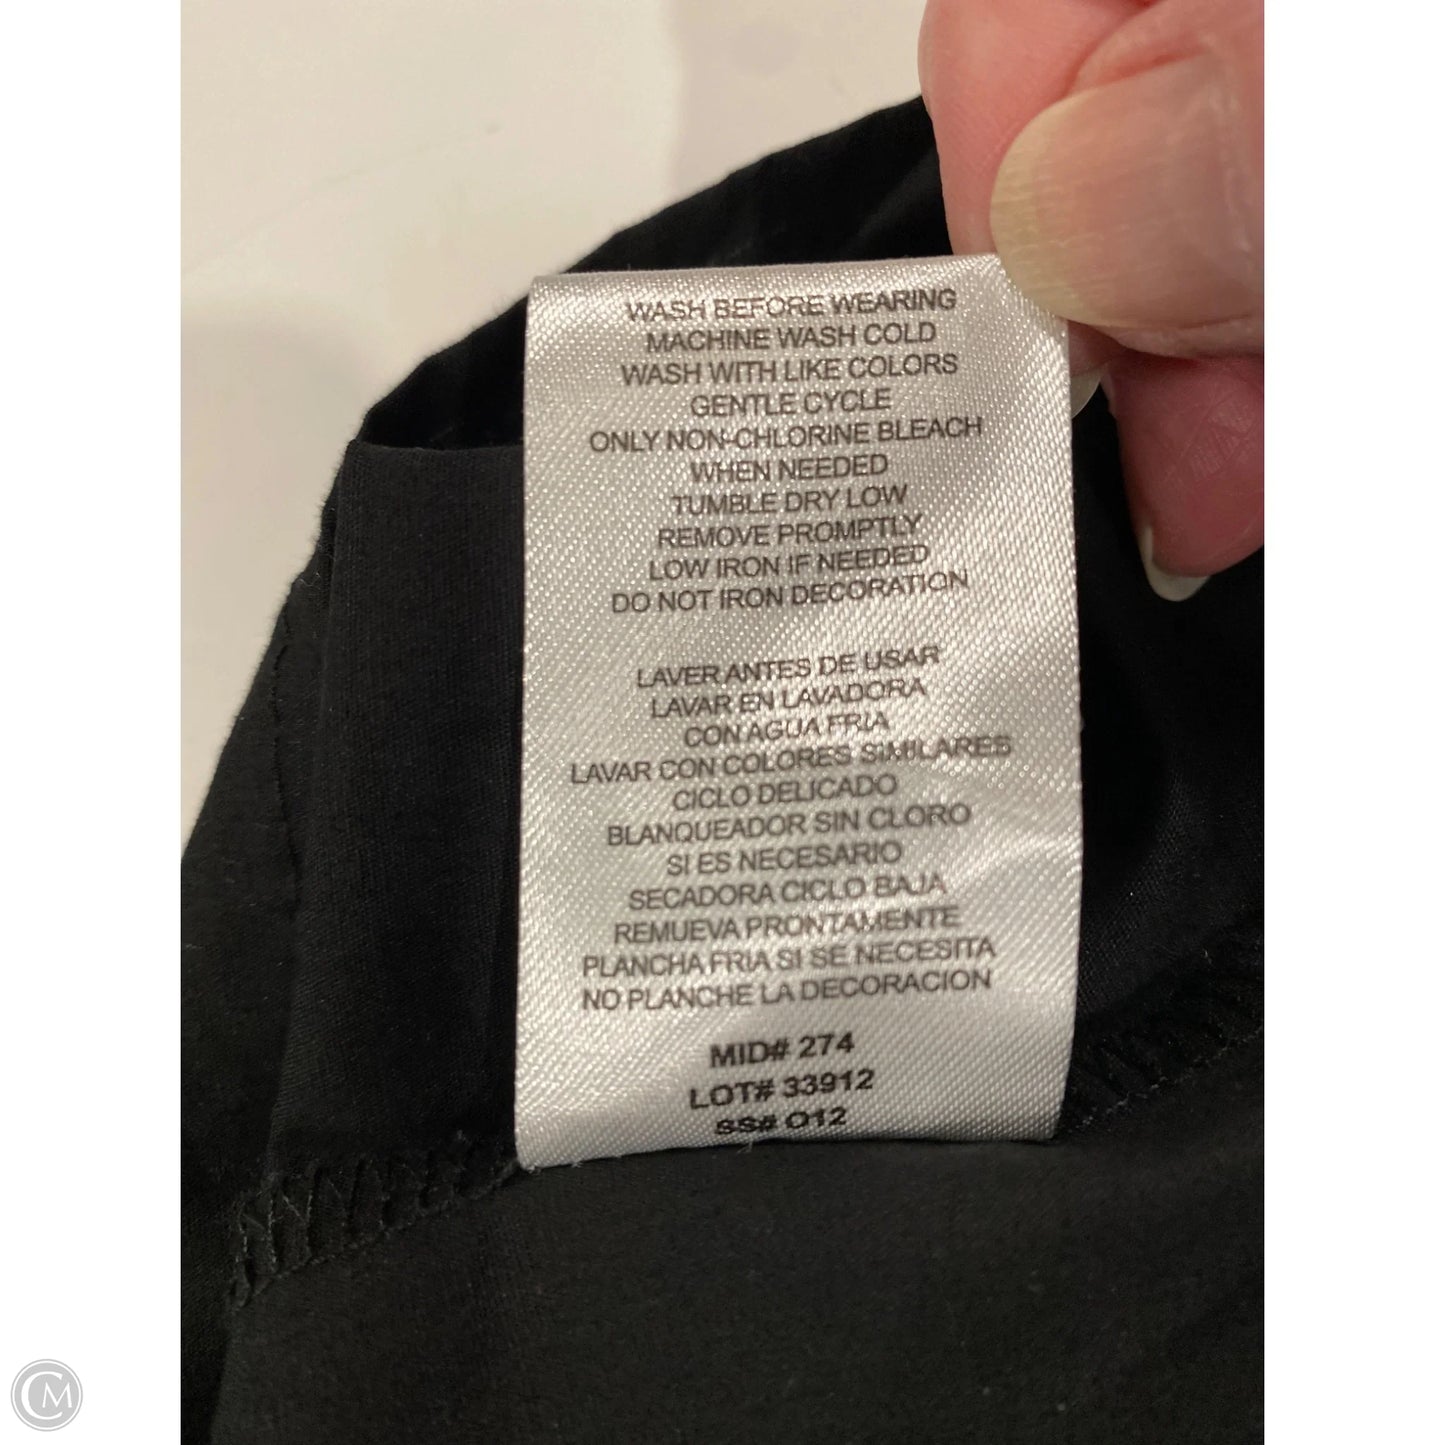 WASH BEFORE WEARING
MACHINE WASH COLD
WASH WITH LIKE COLORS
GENTLE CYCLE
ONLY NON-CHLORINE BLEACH
WHEN NEEDED
TUMBLE DRY LOW
REMOVE PROMPTLY
LOW IRON IF NEEDED
DO NOT IRON DECORATION
LAVER ANTES DE USAR
LAVAR EN LAVADORA
CON AGUA FRIA
LAVAR CON COLORES SIMILARES
CICLO DELICADO
BLANQUEADOR SIN CLORO
SI ES NECESARIO
SECADORA CICLO BAJA
REMUEVA PRONTAMENTE
PLANCHA FRIA SI SE NECESITA
NO PLANCHE LA DECORACION
MID# 274
LOT# 33912
SS# O12
CM